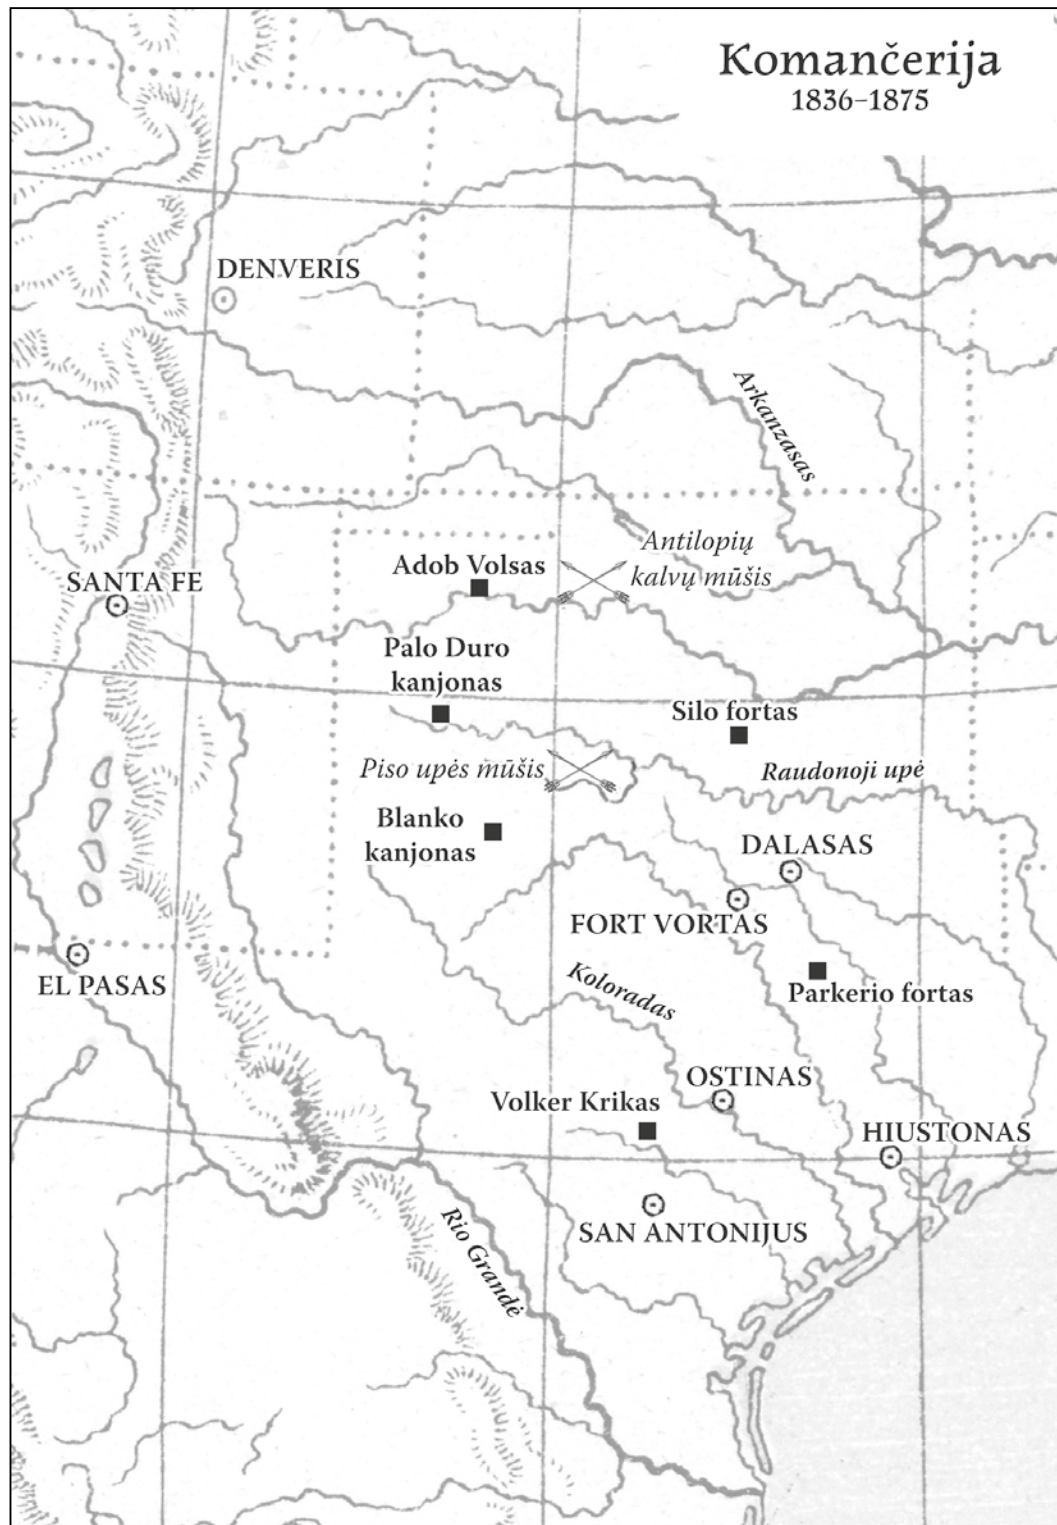 Komančerija
1836–1875
DENVERIS
Arkanzasas
Antilopių
kalvų mūšis
Adob Volsas
SANTA FE
Palo Duro
kanjonas
Silo fortas
Piso upės mūšis
Raudonoji upė
Blanko
kanjonas
DALASAS
FORT VORTAS
EL PASAS
Koloradas
Parkerio fortas
OSTINAS
Volker Krikas
HIUSTONAS
SAN ANTONIJUS
Rio Grandė